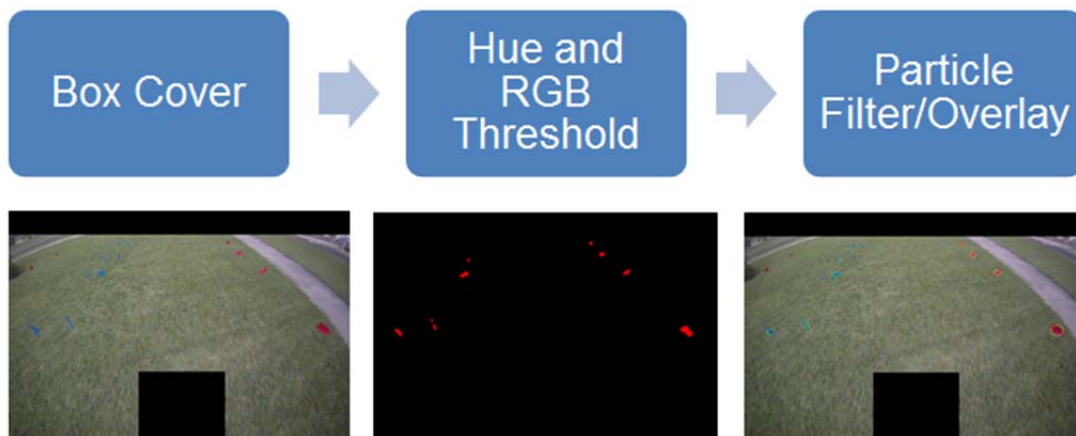 Box Cover
Hue and
RGB
Threshold
Particle
Filter/Overlay